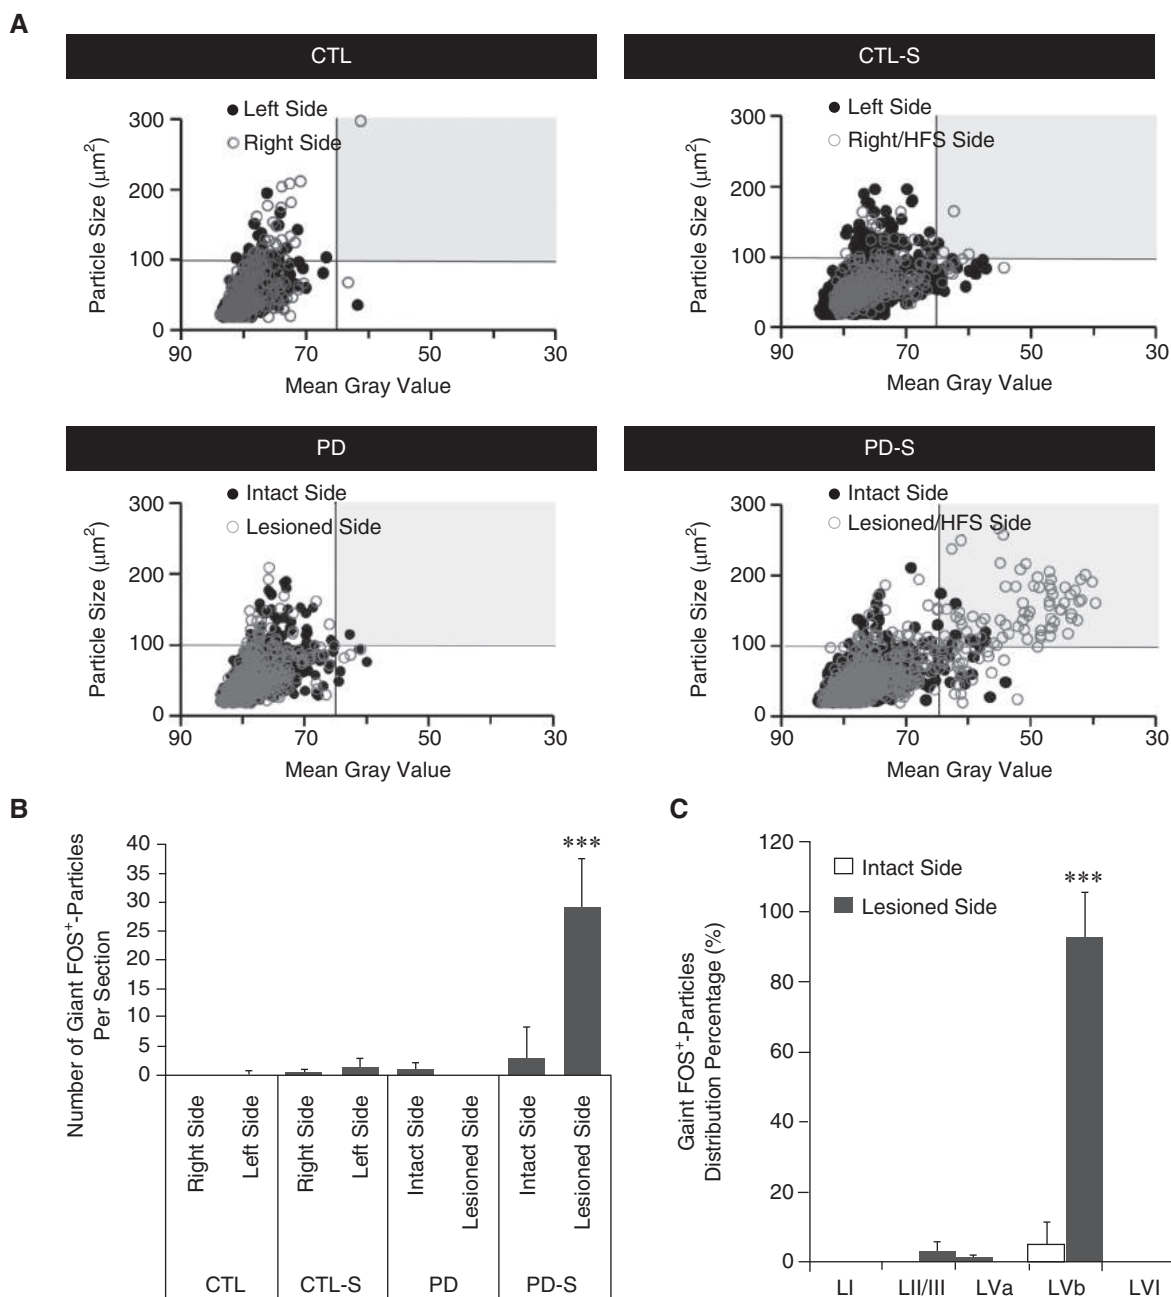 A
CTL
CTL-S
Left Side
Right Side
Left Side
Right/HFS Side
300
200
100
0
Particle Size (μm²)
90 70 50 30
Mean Gray Value
300
200
100
0
Particle Size (μm²)
90 70 50 30
Mean Gray Value
PD
PD-S
Intact Side
Lesioned Side
Intact Side
Lesioned/HFS Side
300
200
100
0
Particle Size (μm²)
90 70 50 30
Mean Gray Value
300
200
100
0
Particle Size (μm²)
90 70 50 30
Mean Gray Value
B
Number of Giant FOS⁺-Particles
Per Section
40
35
30
25
20
15
10
5
0
***
Right Side
Left Side
Right Side
Left Side
Intact Side
Lesioned Side
Intact Side
Lesioned Side
CTL CTL-S PD PD-S
C
Gaint FOS⁺-Particles
Distribution Percentage (%)
120
100
80
60
40
20
0
Intact Side
Lesioned Side
***
LI LII/III LVa LVb LVI